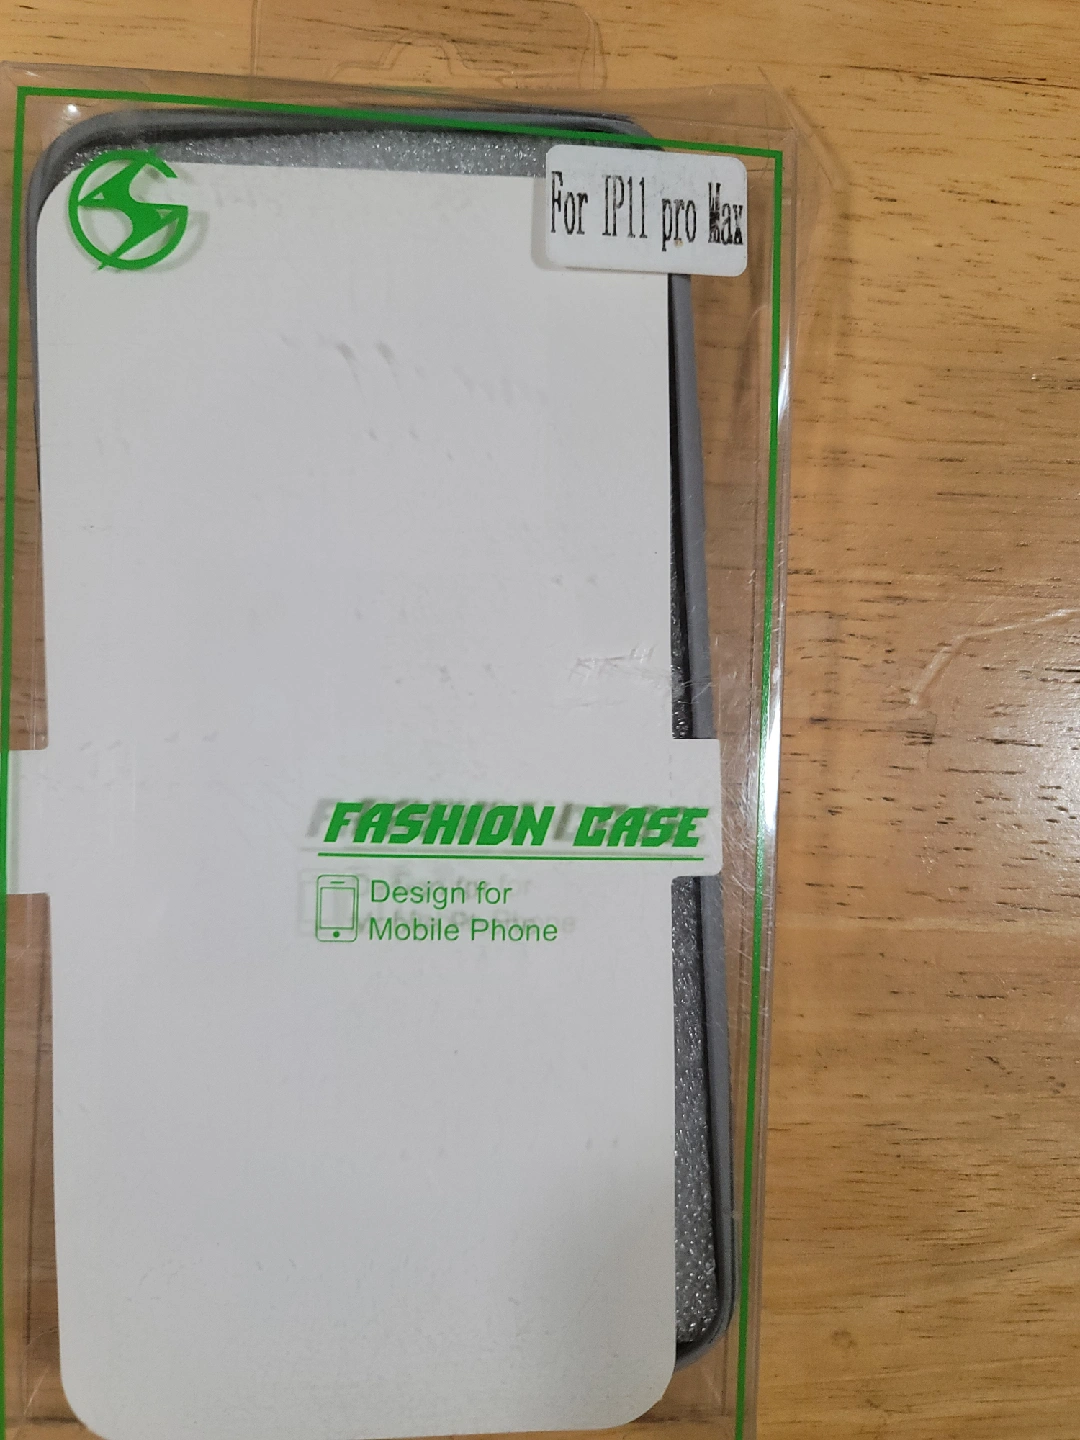 For IP11 pro Max
FASHION CASE
Design for
Mobile Phone